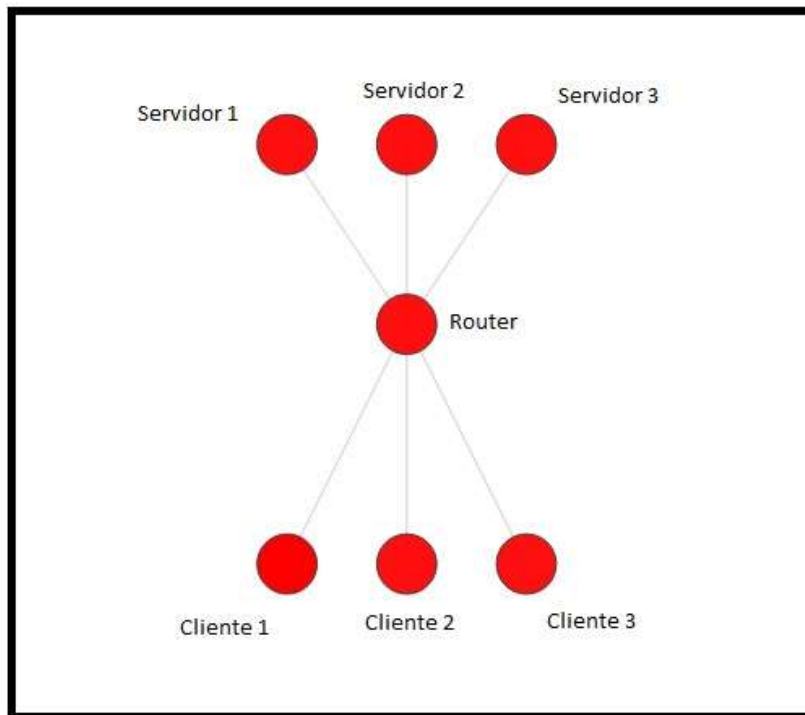 Servidor 1
Servidor 2
Servidor 3
Router
Cliente 1
Cliente 2
Cliente 3